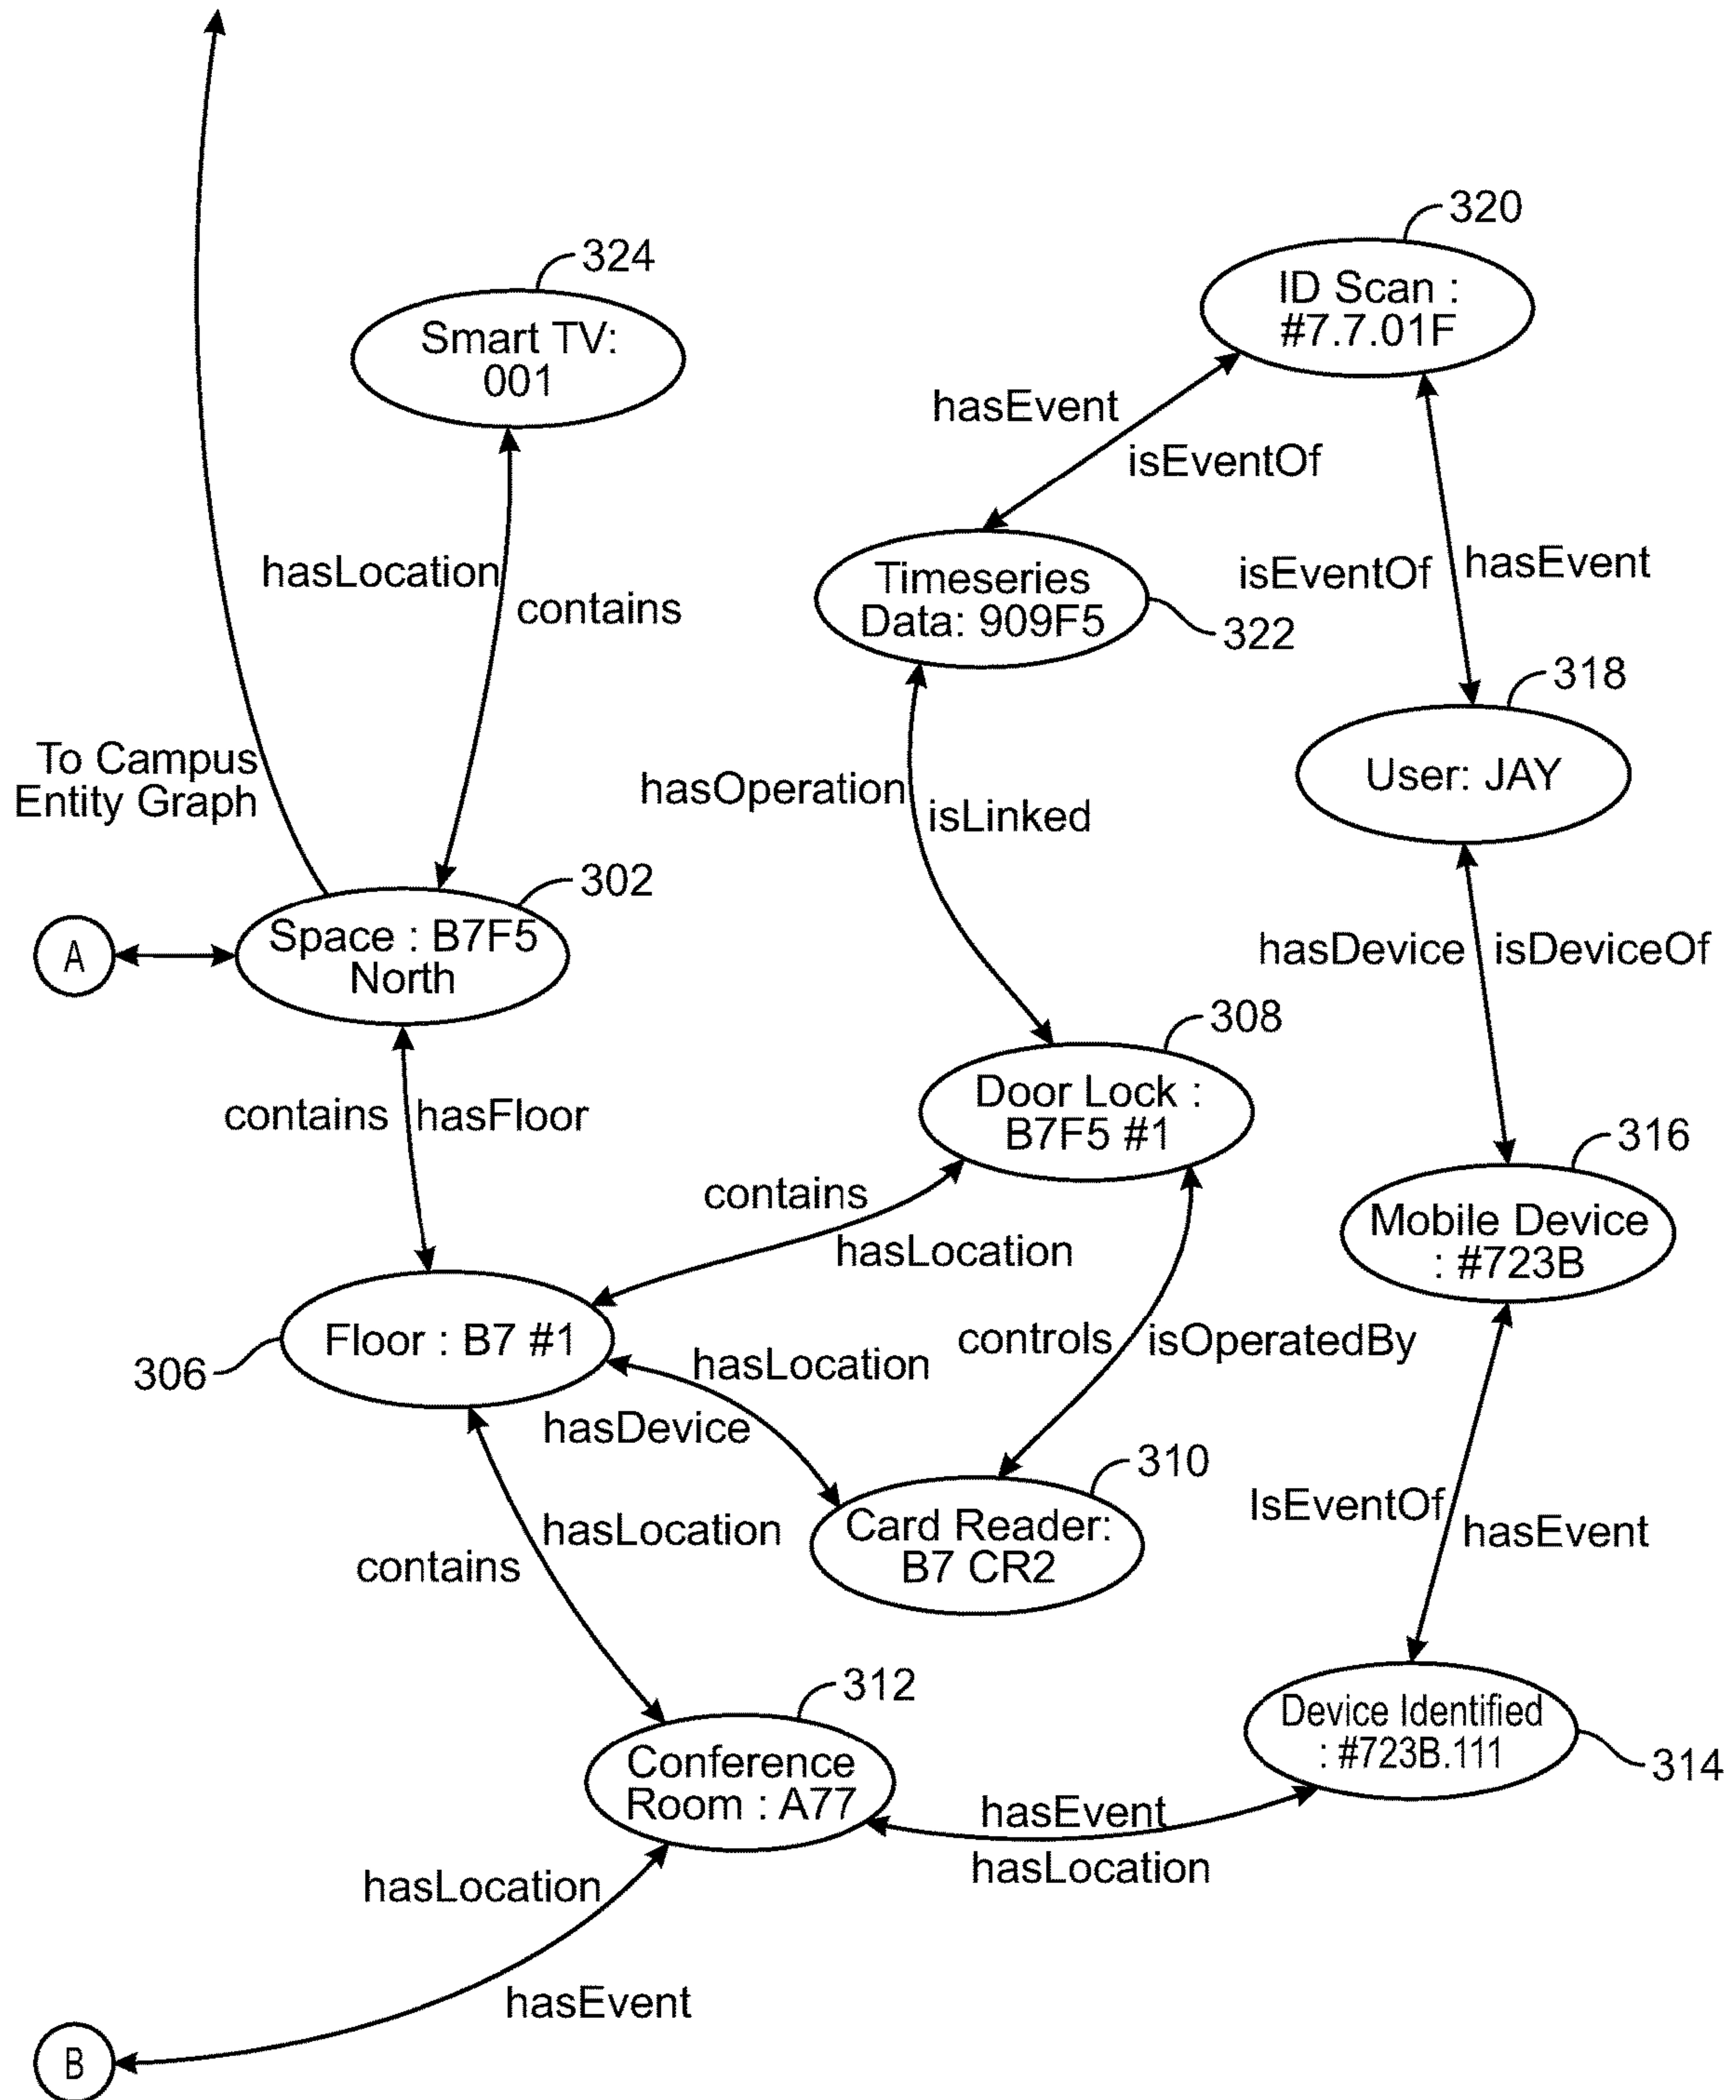 320
ID Scan :
#7.7.01F
324
Smart TV:
001
hasEvent
isEventOf
hasLocation
contains
Timeseries
Data: 909F5
322
isEventOf
hasEvent
318
User: JAY
To Campus
Entity Graph
hasOperation
isLinked
302
A
Space : B7F5
North
hasDevice
isDeviceOf
308
Door Lock :
B7F5 #1
contains
hasFloor
316
Mobile Device
: #723B
contains
hasLocation
306
Floor : B7 #1
controls
isOperatedBy
hasLocation
hasDevice
310
Card Reader:
B7 CR2
hasLocation
contains
IsEventOf
hasEvent
312
Conference
Room : A77
Device Identified
: #723B.111
314
hasEvent
hasLocation
hasLocation
hasEvent
B